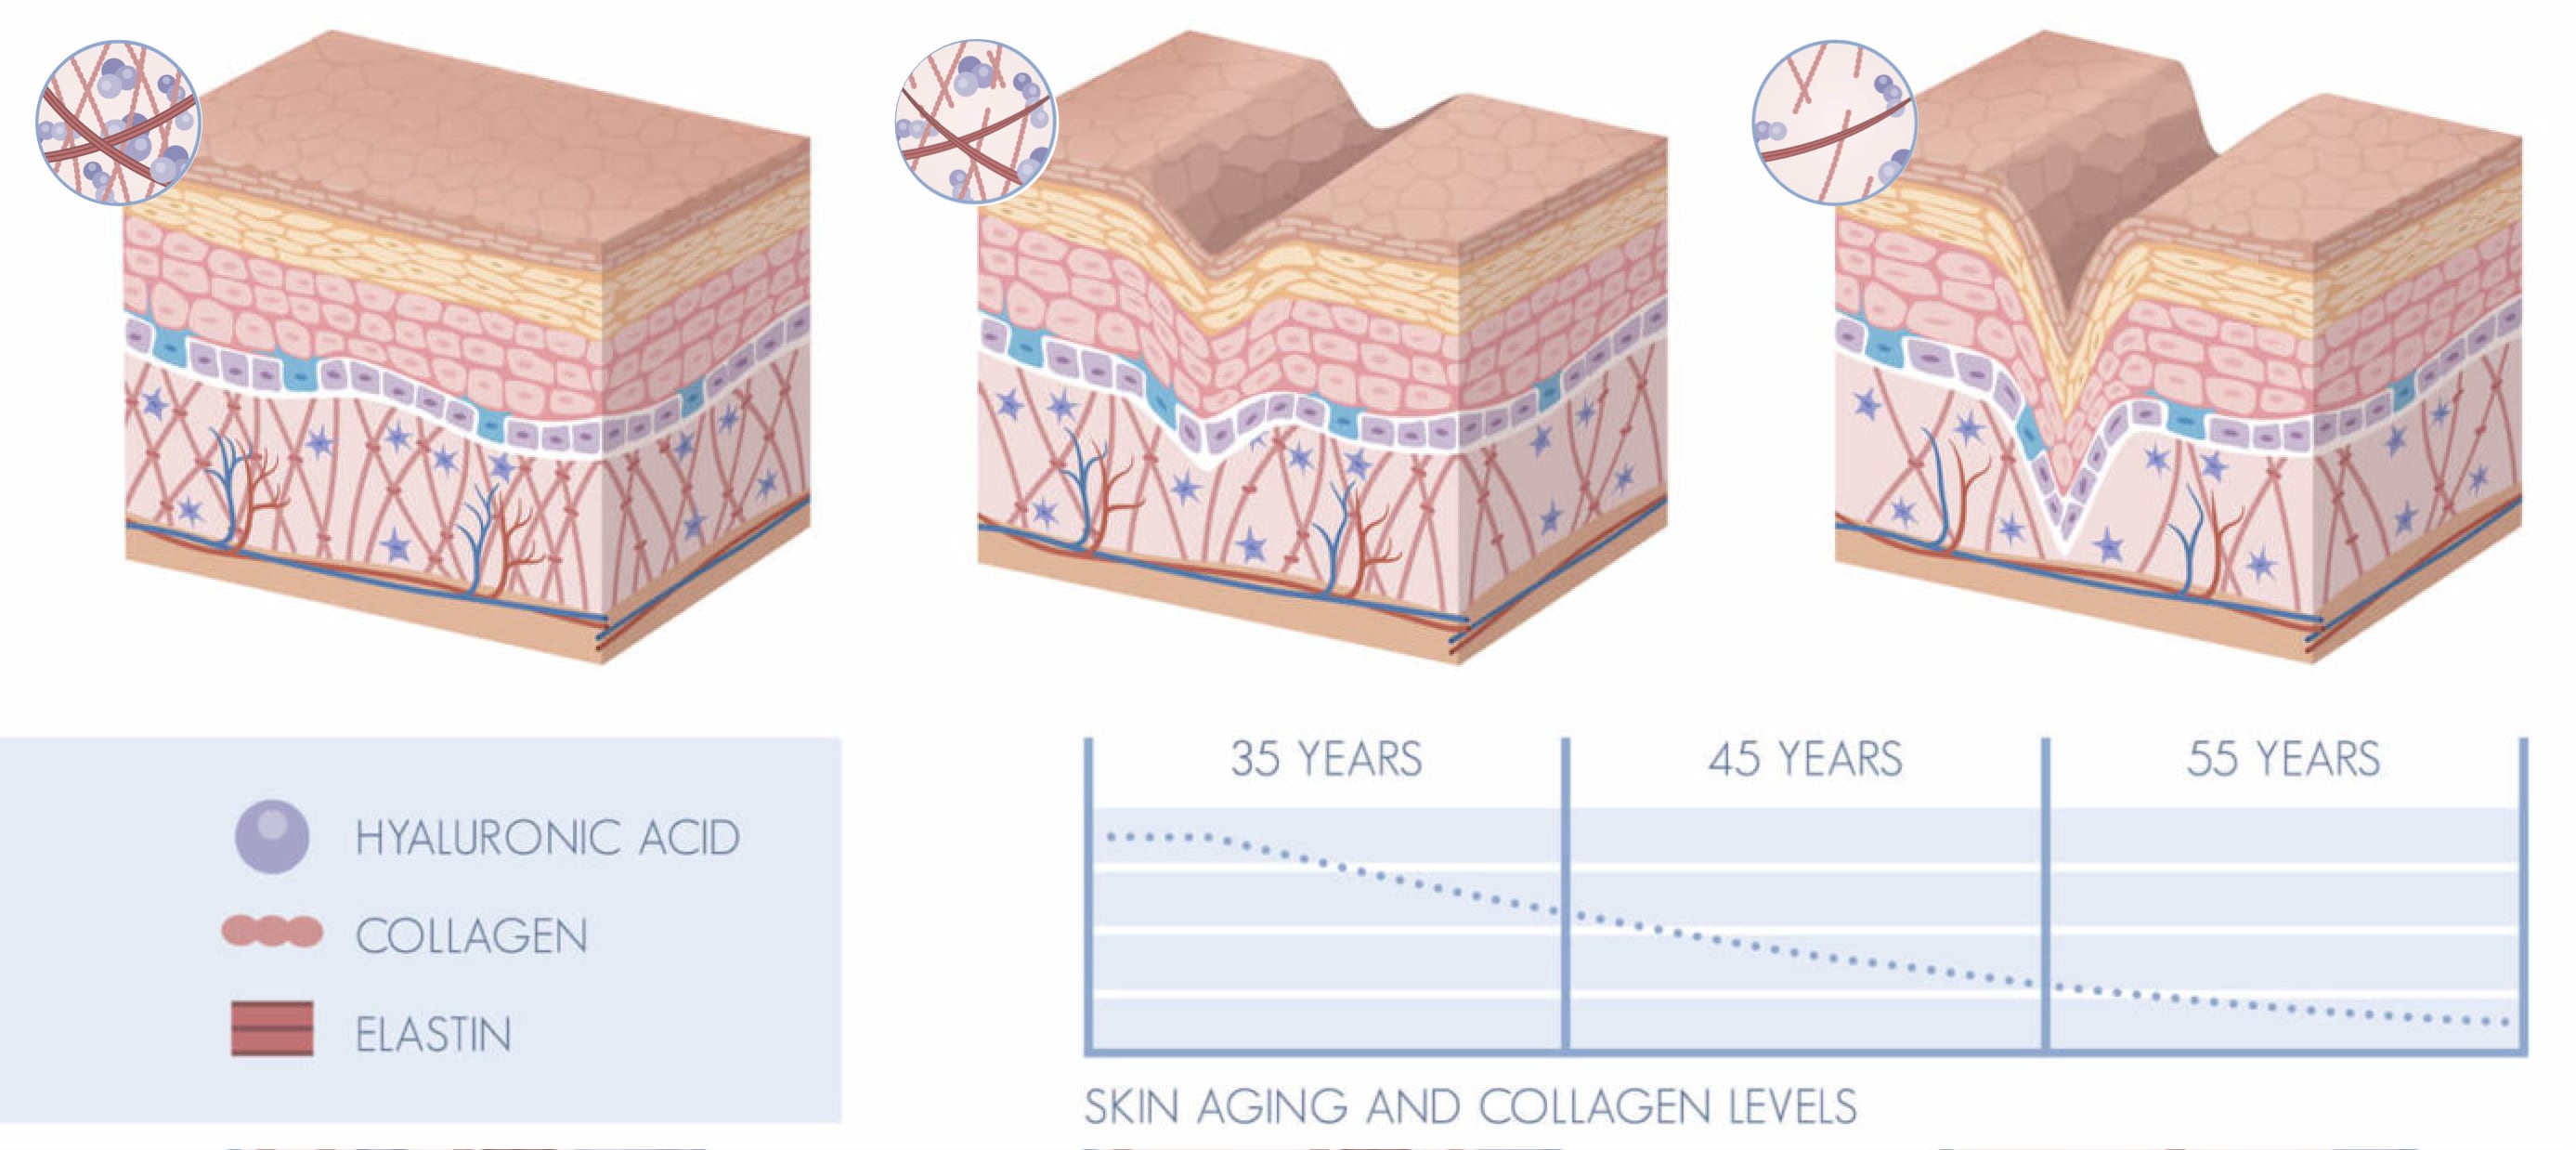 35 YEARS
45 YEARS
55 YEARS
HYALURONIC ACID
COLLAGEN
ELASTIN
SKIN AGING AND COLLAGEN LEVELS